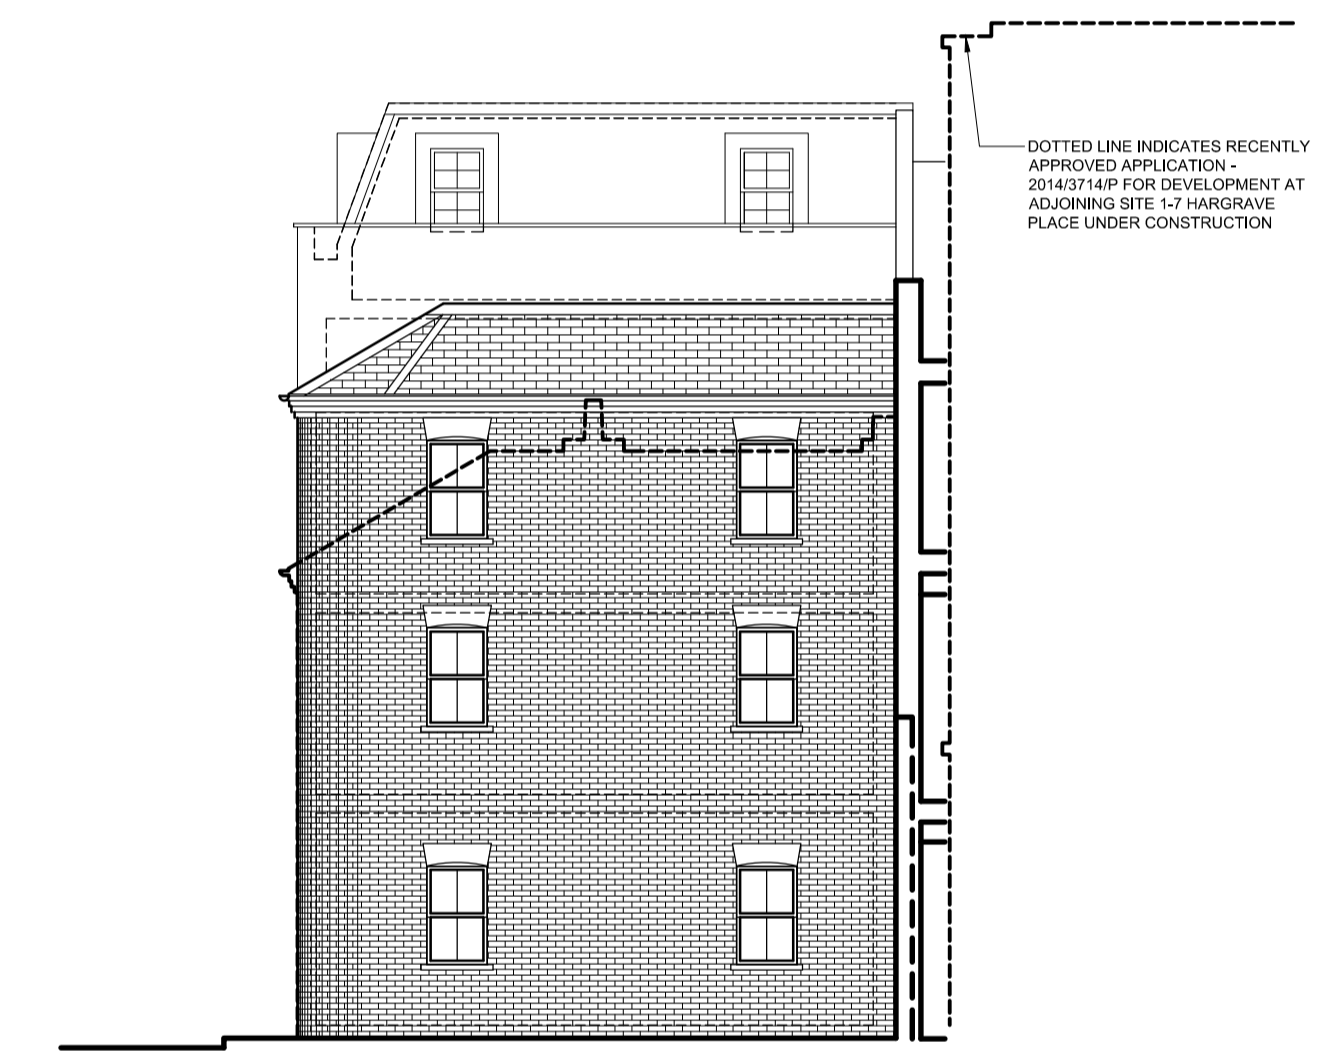 DOTTED LINE INDICATES RECENTLY
APPROVED APPLICATION -
2014/3714/P FOR DEVELOPMENT AT
ADJOINING SITE 1-7 HARGRAVE
PLACE UNDER CONSTRUCTION